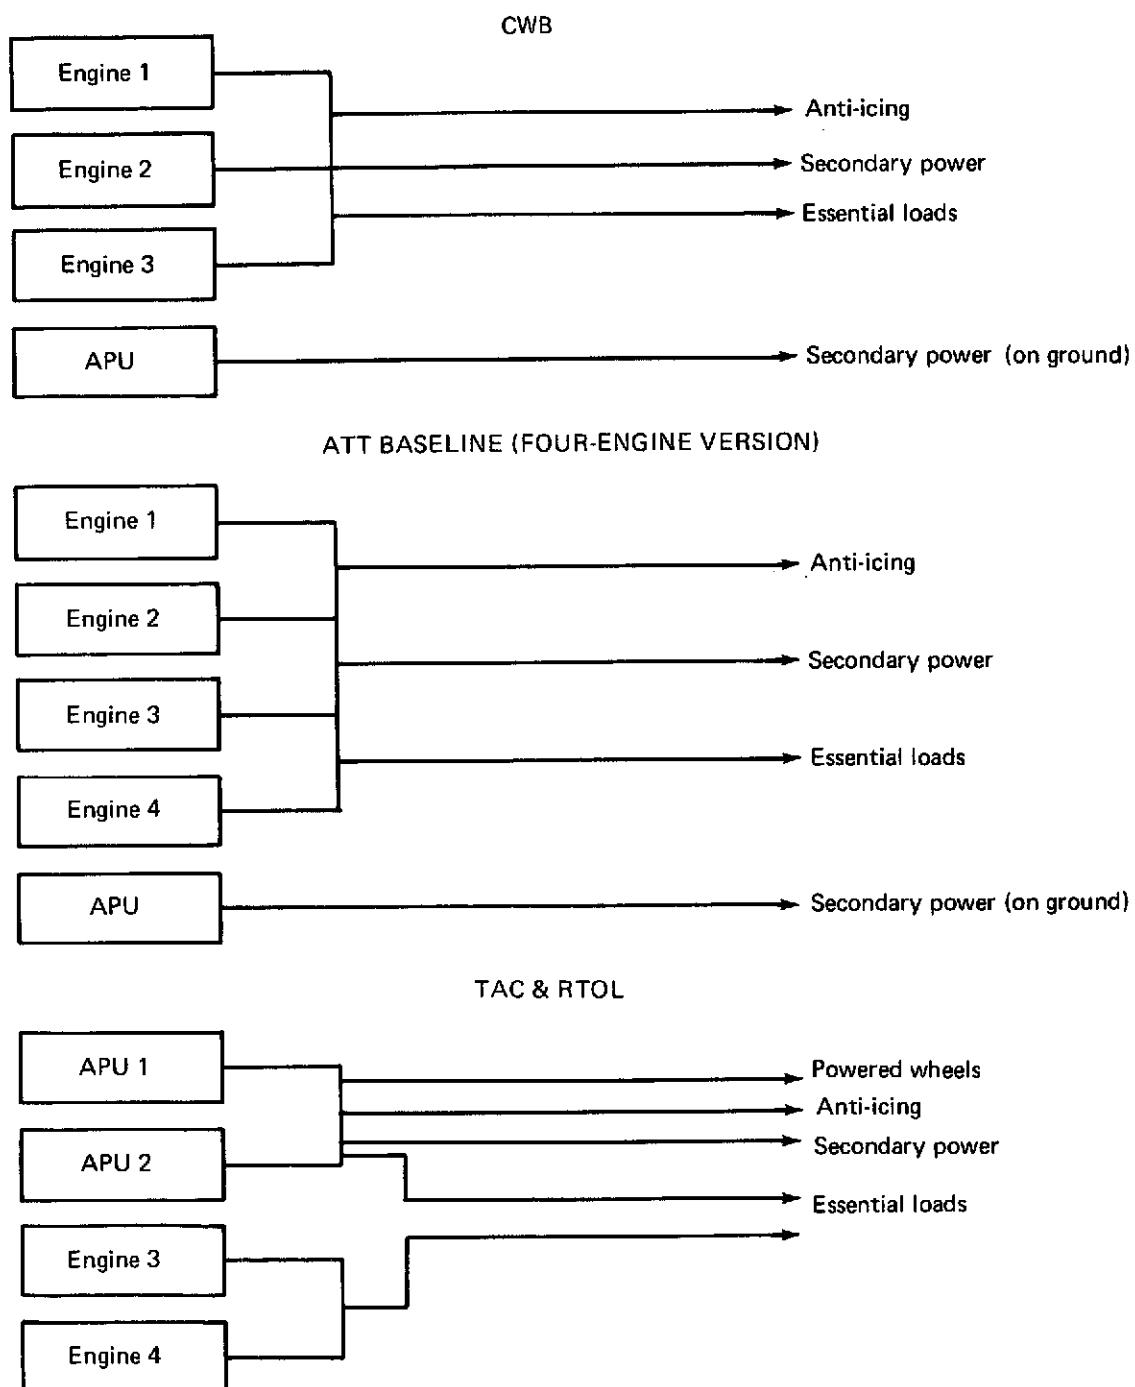 CWB
Engine 1
Anti-icing
Engine 2
Secondary power
Essential loads
Engine 3
APU
Secondary power (on ground)
ATT BASELINE (FOUR-ENGINE VERSION)
Engine 1
Anti-icing
Engine 2
Secondary power
Engine 3
Essential loads
Engine 4
APU
Secondary power (on ground)
TAC & RTOL
APU 1
Powered wheels
Anti-icing
Secondary power
APU 2
Essential loads
Engine 3
Engine 4